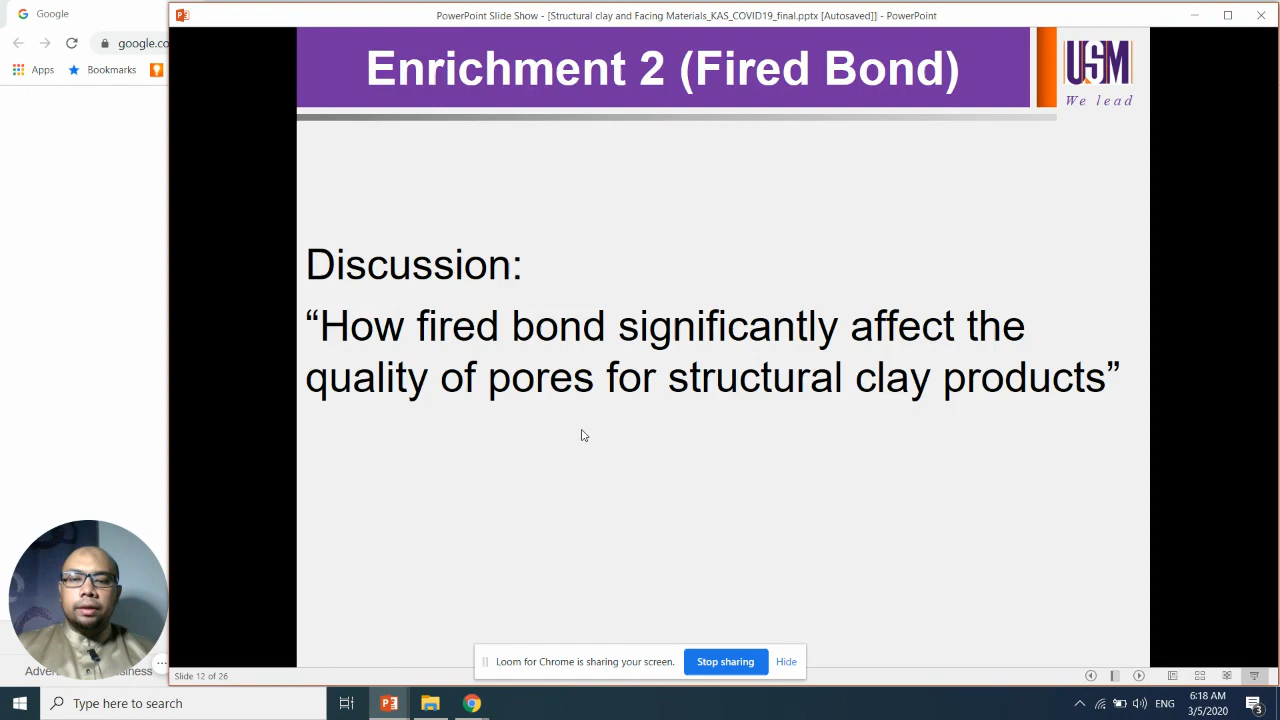 PowerPoint Slide Show - [Structural clay and Facing Materials_KAS_COVID19_final.pptx [Autosaved]] - PowerPoint
Google
google.co
Apps
Bookmarks
Enrichment 2 (Fired Bond)
USM
We lead
Discussion:
“How fired bond significantly affect the
quality of pores for structural clay products”
Loom for Chrome is sharing your screen.
Stop sharing
Hide
Slide 12 of 26
Type here to search
ENG
6:18 AM
3/5/2020
3